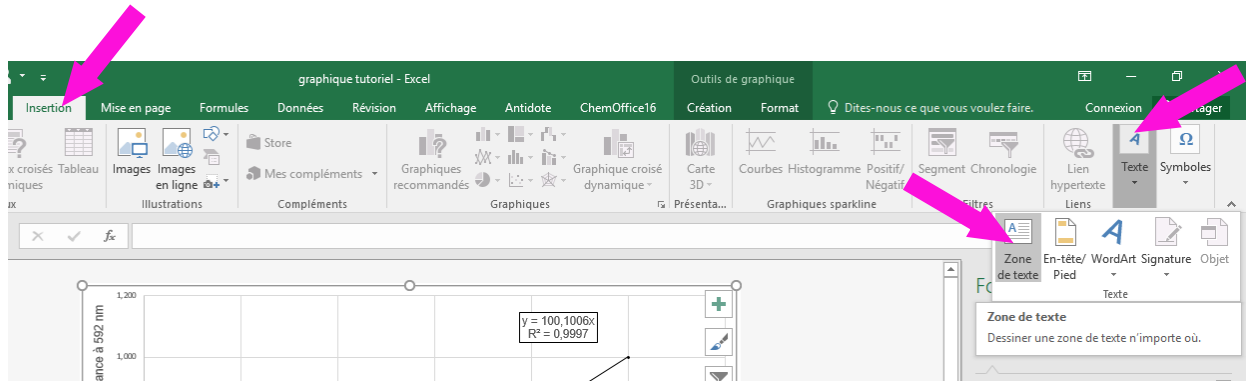 graphique tutoriel - Excel
Outils de graphique
Insertion Mise en page Formules Données Révision Affichage Antidote ChemOffice16 Création Format Dites-nous ce que vous voulez faire. Connexion
x croisés Tableau
niques
Images Images
en ligne
Illustrations
Store
Mes compléments
Compléments
Graphiques
recommandés
Graphique croisé
dynamique
Graphiques
Carte
3D
Présenta...
Courbes Histogramme Positif/
Négatif
Graphiques sparkline
Segment Chronologie
Lien
hypertexte
Liens
Texte
Symboles
fx
Zone
de texte
En-tête/
Pied
WordArt Signature Objet
Texte
Zone de texte
Dessiner une zone de texte n'importe où.
1,200
y = 100,1006x
R² = 0,9997
1,000
ance à 592 nm